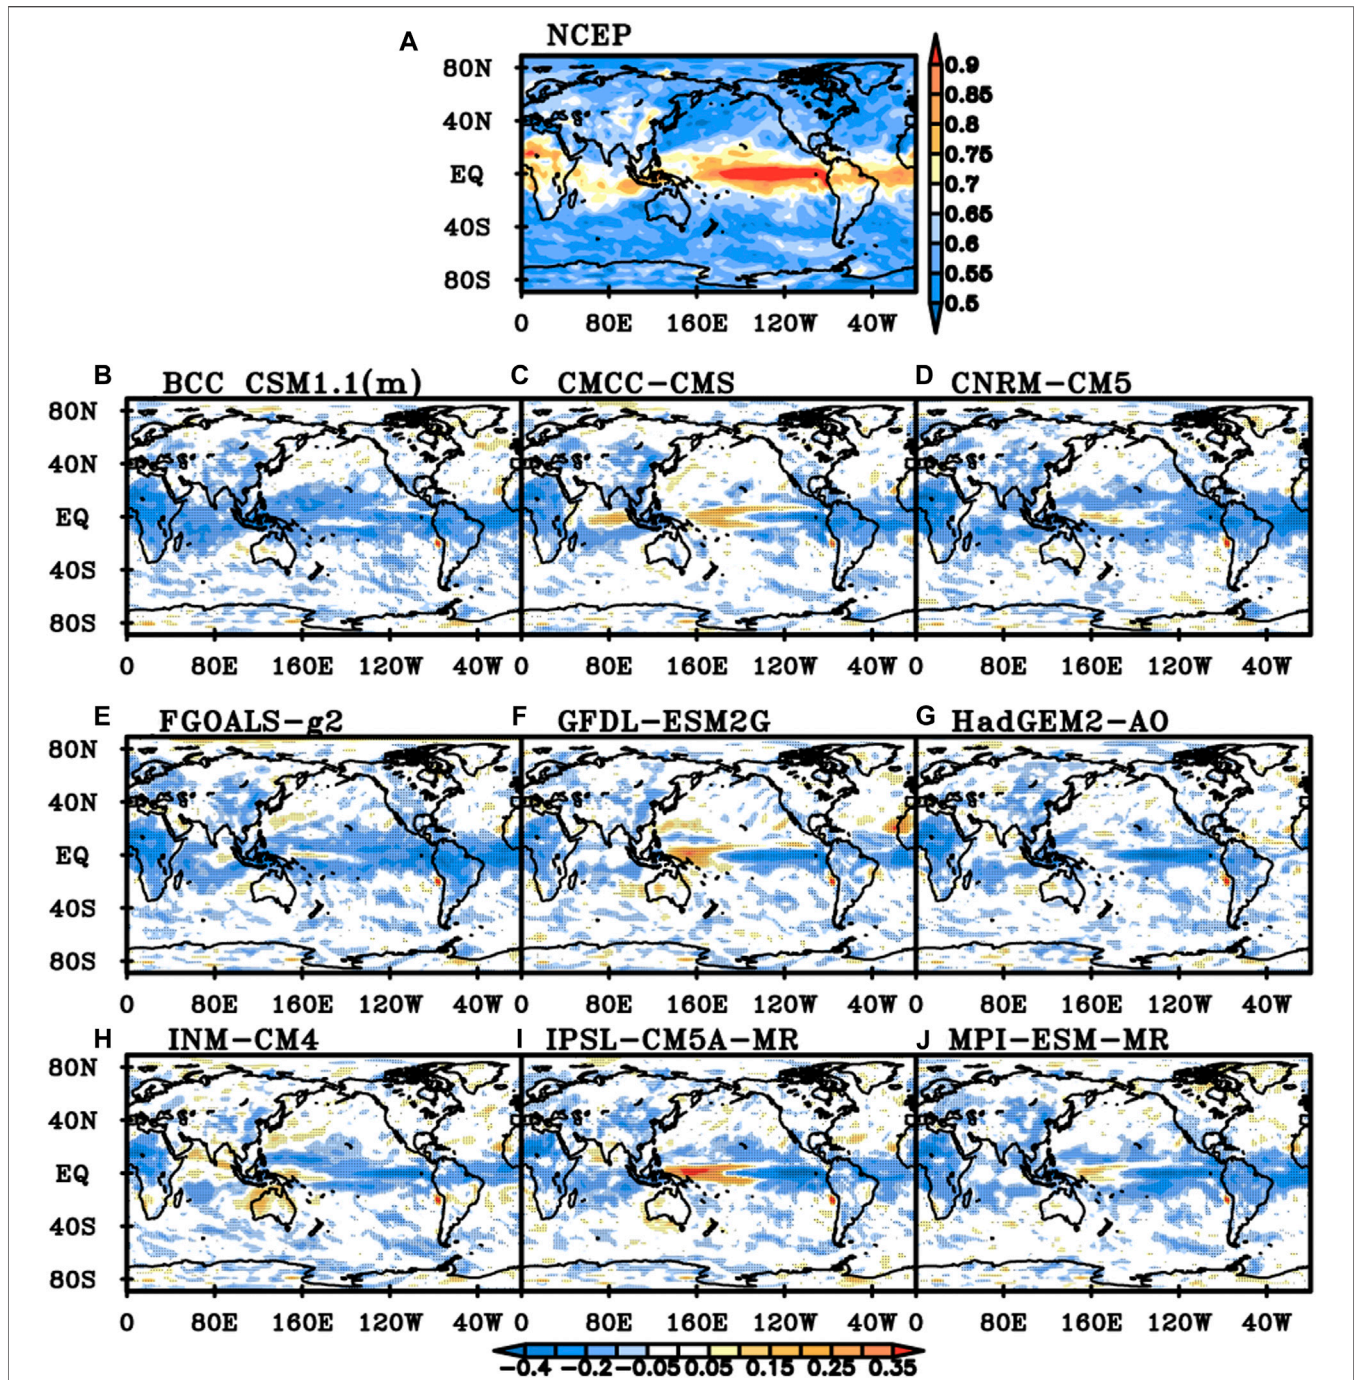 A NCEP
80N
40N
EQ
40S
80S
0 80E 160E 120W 40W
0.9
0.85
0.8
0.75
0.7
0.65
0.6
0.55
0.5
B BCC CSM1.1(m) C CMCC-CMS D CNRM-CM5
80N
40N
EQ
40S
80S
0 80E 160E 120W 40W 0 80E 160E 120W 40W 0 80E 160E 120W 40W
E FGOALS-g2 F GFDL-ESM2G G HadGEM2-AO
80N
40N
EQ
40S
80S
0 80E 160E 120W 40W 0 80E 160E 120W 40W 0 80E 160E 120W 40W
H INM-CM4 I IPSL-CM5A-MR J MPI-ESM-MR
80N
40N
EQ
40S
80S
0 80E 160E 120W 40W 0 80E 160E 120W 40W 0 80E 160E 120W 40W
-0.4 -0.2 -0.05 0.05 0.15 0.25 0.35